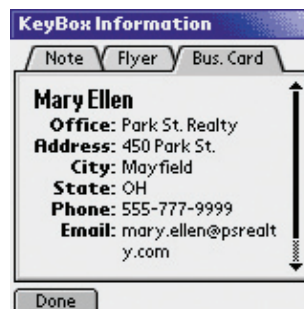 KeyBox Information
Note Flyer Bus. Card
Mary Ellen
Office: Park St. Realty
Address: 450 Park St.
City: Mayfield
State: OH
Phone: 555-777-9999
Email: mary.ellen@psrealt
y.com
Done